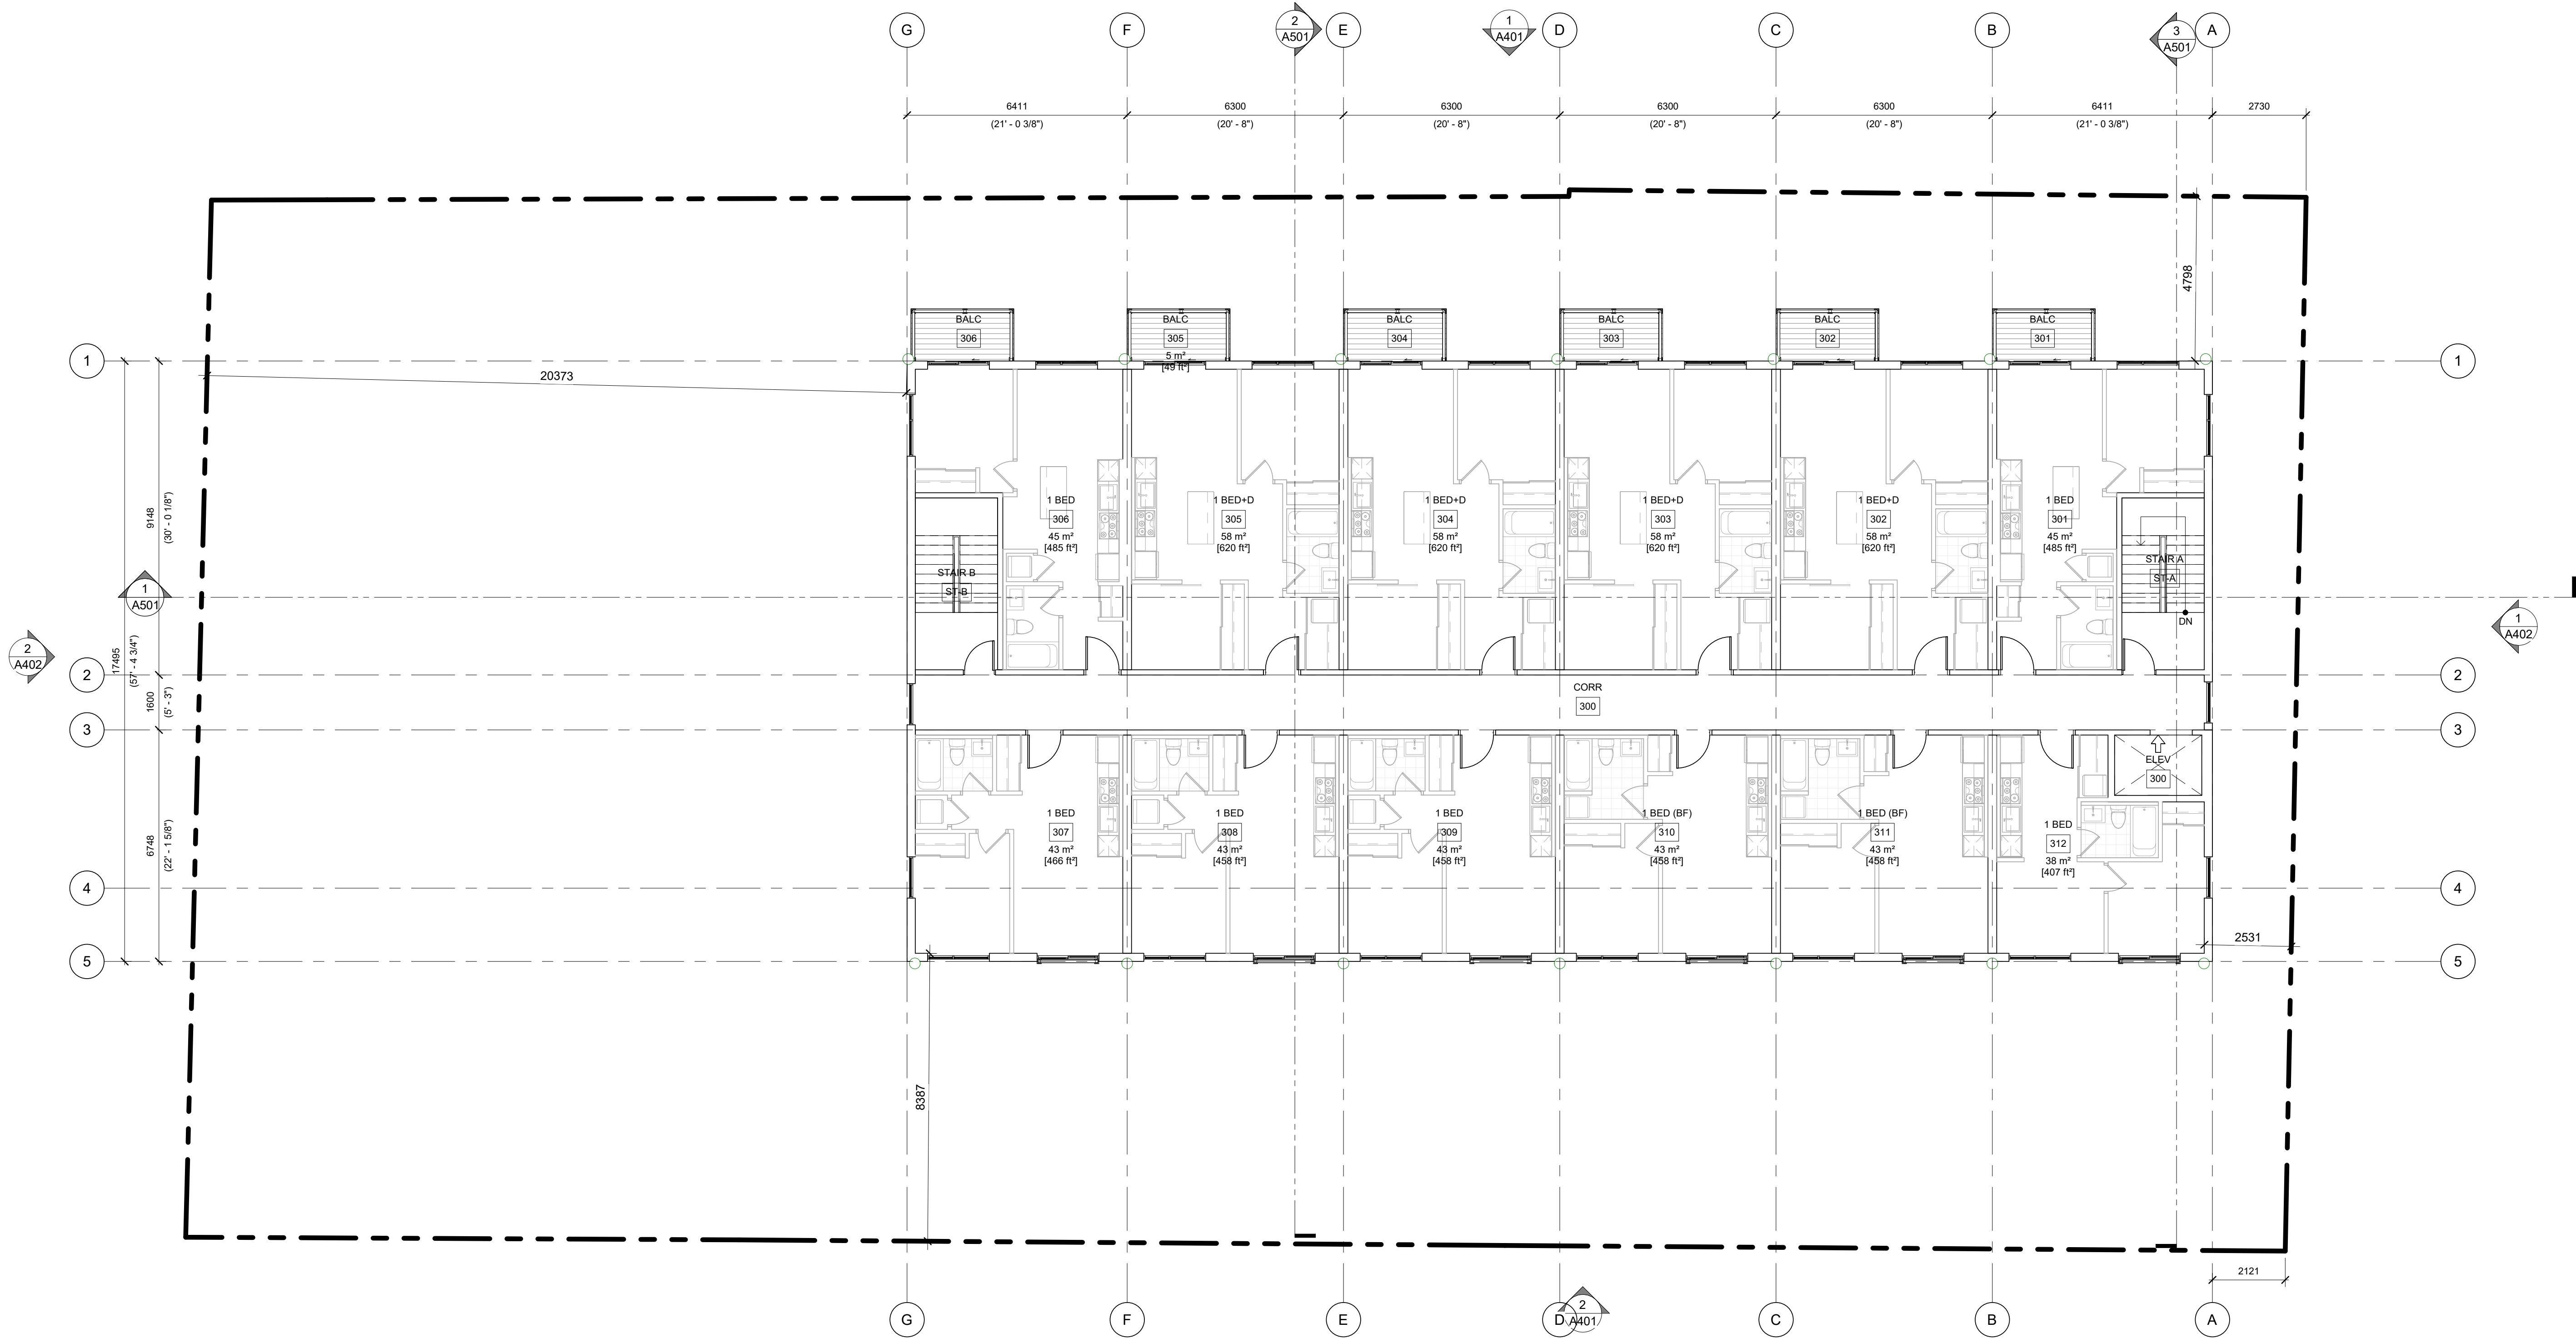 G
F
2
A501
E
1
A401
D
C
B
3
A501
A
6411
6300
6300
6300
6300
6411
2730
(21' - 0 3/8")
(20' - 8")
(20' - 8")
(20' - 8")
(20' - 8")
(21' - 0 3/8")
4798
BALC
306
BALC
305
5 m²
[49 ft²]
BALC
304
BALC
303
BALC
302
BALC
301
1
1
20373
9148
(30' - 0 1/8")
1 BED
306
45 m²
[485 ft²]
1 BED+D
305
58 m²
[620 ft²]
1 BED+D
304
58 m²
[620 ft²]
1 BED+D
303
58 m²
[620 ft²]
1 BED+D
302
58 m²
[620 ft²]
1 BED
301
45 m²
[485 ft²]
STAIR B
ST-B
STAIR A
ST-A
DN
1
A501
2
A402
1
A402
17495
(57' - 4 3/4")
2
2
1600
(5' - 3")
CORR
300
3
3
ELEV
300
6748
(22' - 1 5/8")
1 BED
307
43 m²
[466 ft²]
1 BED
308
43 m²
[458 ft²]
1 BED
309
43 m²
[458 ft²]
1 BED (BF)
310
43 m²
[458 ft²]
1 BED (BF)
311
43 m²
[458 ft²]
1 BED
312
38 m²
[407 ft²]
4
4
2531
5
5
8387
2121
G
F
E
D
2
A401
C
B
A